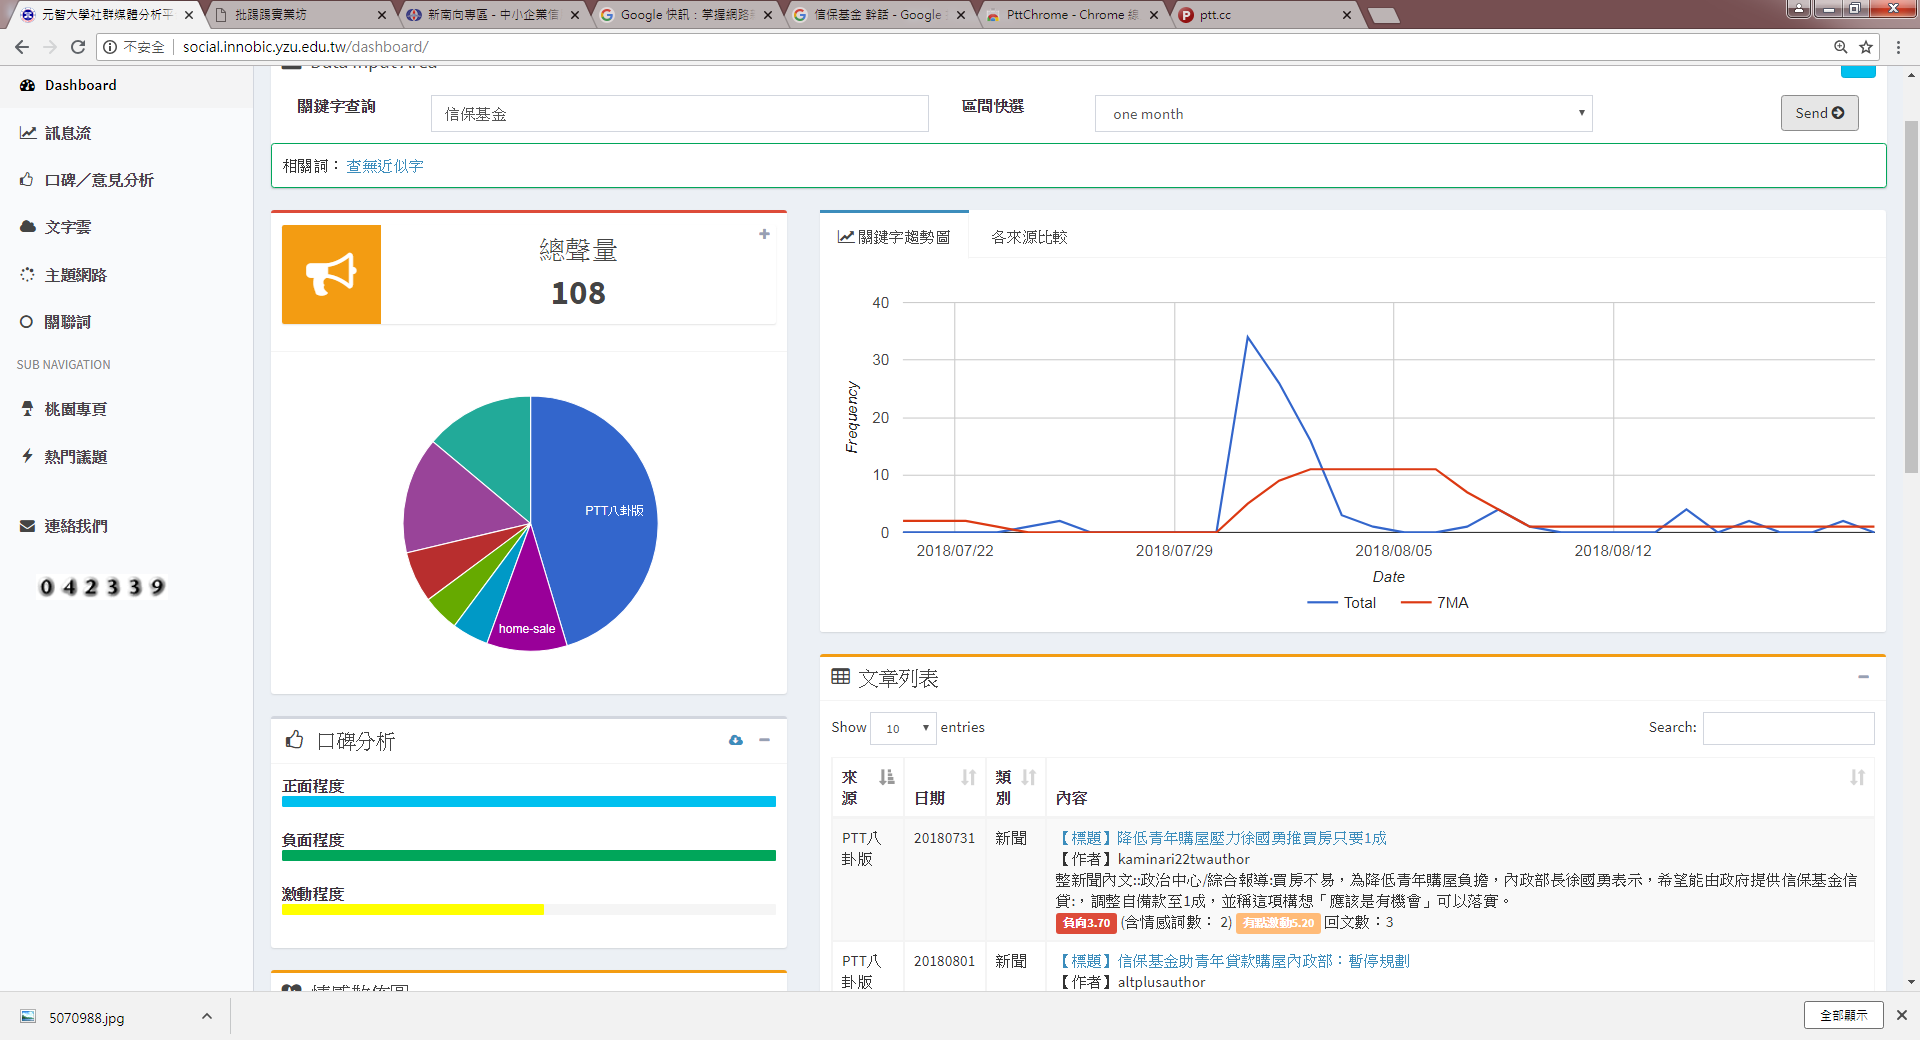 元智大學社群媒體分析平
批踢踢實業坊
新南向專區 - 中小企業信
Google 快訊：掌握網路
信保基金 幹話 - Google
PttChrome - Chrome 線
ptt.cc
不安全
social.innobic.yzu.edu.tw/dashboard/
Dashboard
訊息流
口碑／意見分析
文字雲
主題網路
關聯詞
SUB NAVIGATION
桃園專頁
熱門議題
連絡我們
042339
Data Input Area
關鍵字查詢
信保基金
區間快選
one month
Send
相關詞： 查無近似字
總聲量
108
PTT八卦版
home-sale
口碑分析
正面程度
負面程度
激動程度
關鍵字趨勢圖
各來源比較
40
30
20
10
0
Frequency
2018/07/22
2018/07/29
2018/08/05
2018/08/12
Date
Total
7MA
文章列表
Show 10 entries
Search:
來源
日期
類別
內容
PTT八
卦版
20180731
新聞
【標題】降低青年購屋壓力徐國勇推買房只要1成
【作者】kaminari22twauthor
整新聞內文::政治中心/綜合報導:買房不易，為降低青年購屋負擔，內政部長徐國勇表示，希望能由政府提供信保基金信
貸:，調整自備款至1成，並稱這項構想「應該是有機會」可以落實。
負向3.70 (含情感詞數： 2) 有點激動5.20 回文數：3
PTT八
卦版
20180801
新聞
【標題】信保基金助青年貸款購屋內政部：暫停規劃
【作者】altplusauthor
5070988.jpg
全部顯示